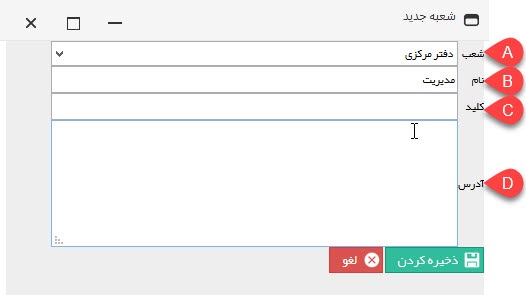 شعبه جدید
شعب دفتر مرکزی A
نام مدیریت B
کلید C
آدرس D
ذخیره کردن لغو